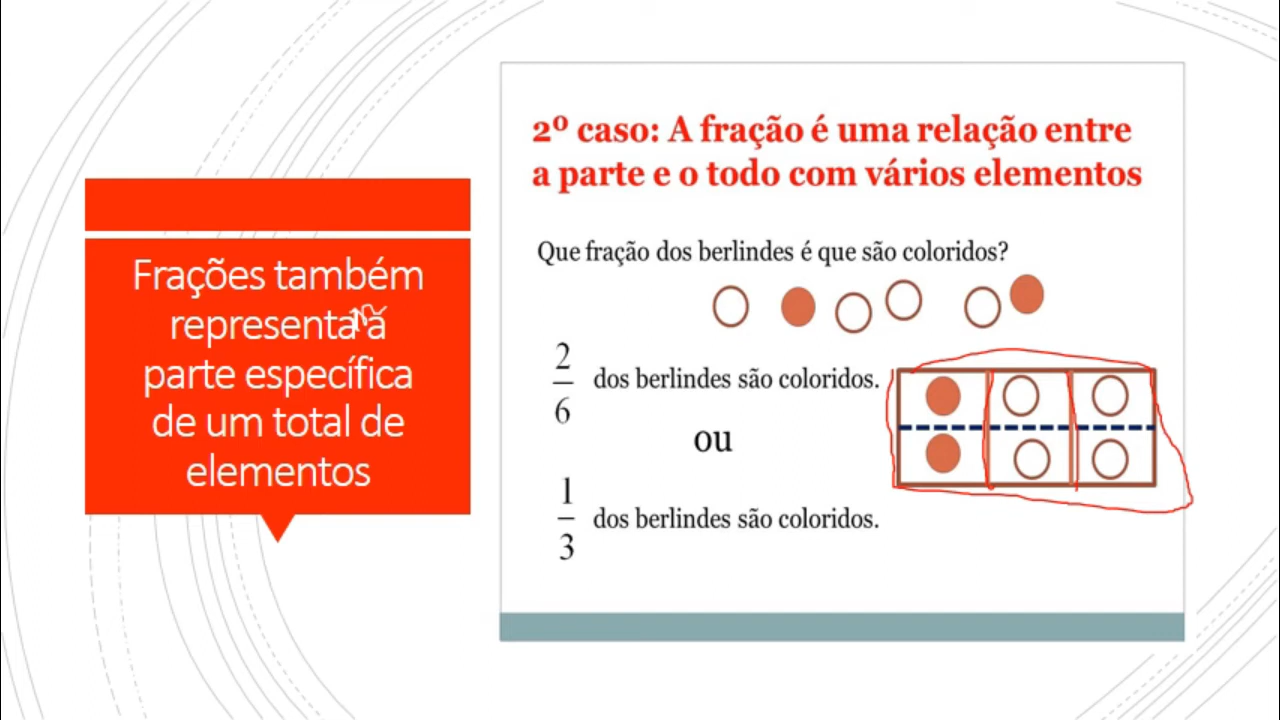 Frações também
representam a
parte específica
de um total de
elementos
2º caso: A fração é uma relação entre
a parte e o todo com vários elementos
Que fração dos berlindes é que são coloridos?
2
6
dos berlindes são coloridos.
ou
1
3
dos berlindes são coloridos.